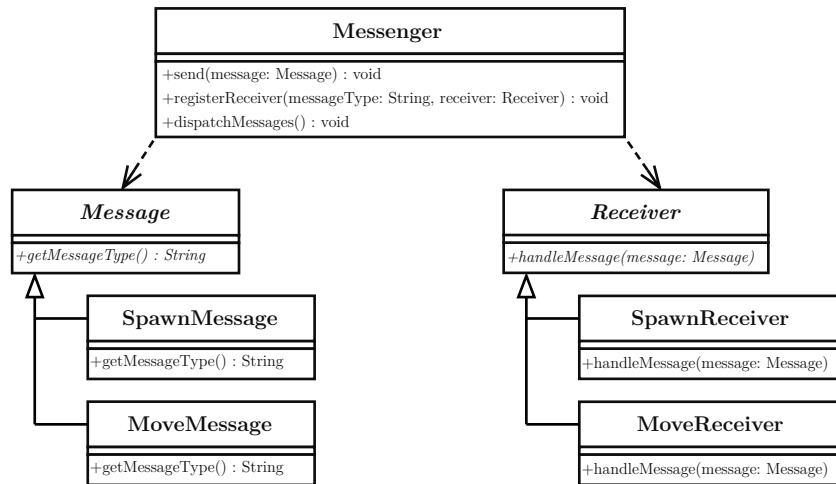 Messenger
+send(message: Message) : void
+registerReceiver(messageType: String, receiver: Receiver) : void
+dispatchMessages() : void
Message
+getMessageType() : String
Receiver
+handleMessage(message: Message)
SpawnMessage
+getMessageType() : String
SpawnReceiver
+handleMessage(message: Message)
MoveMessage
+getMessageType() : String
MoveReceiver
+handleMessage(message: Message)